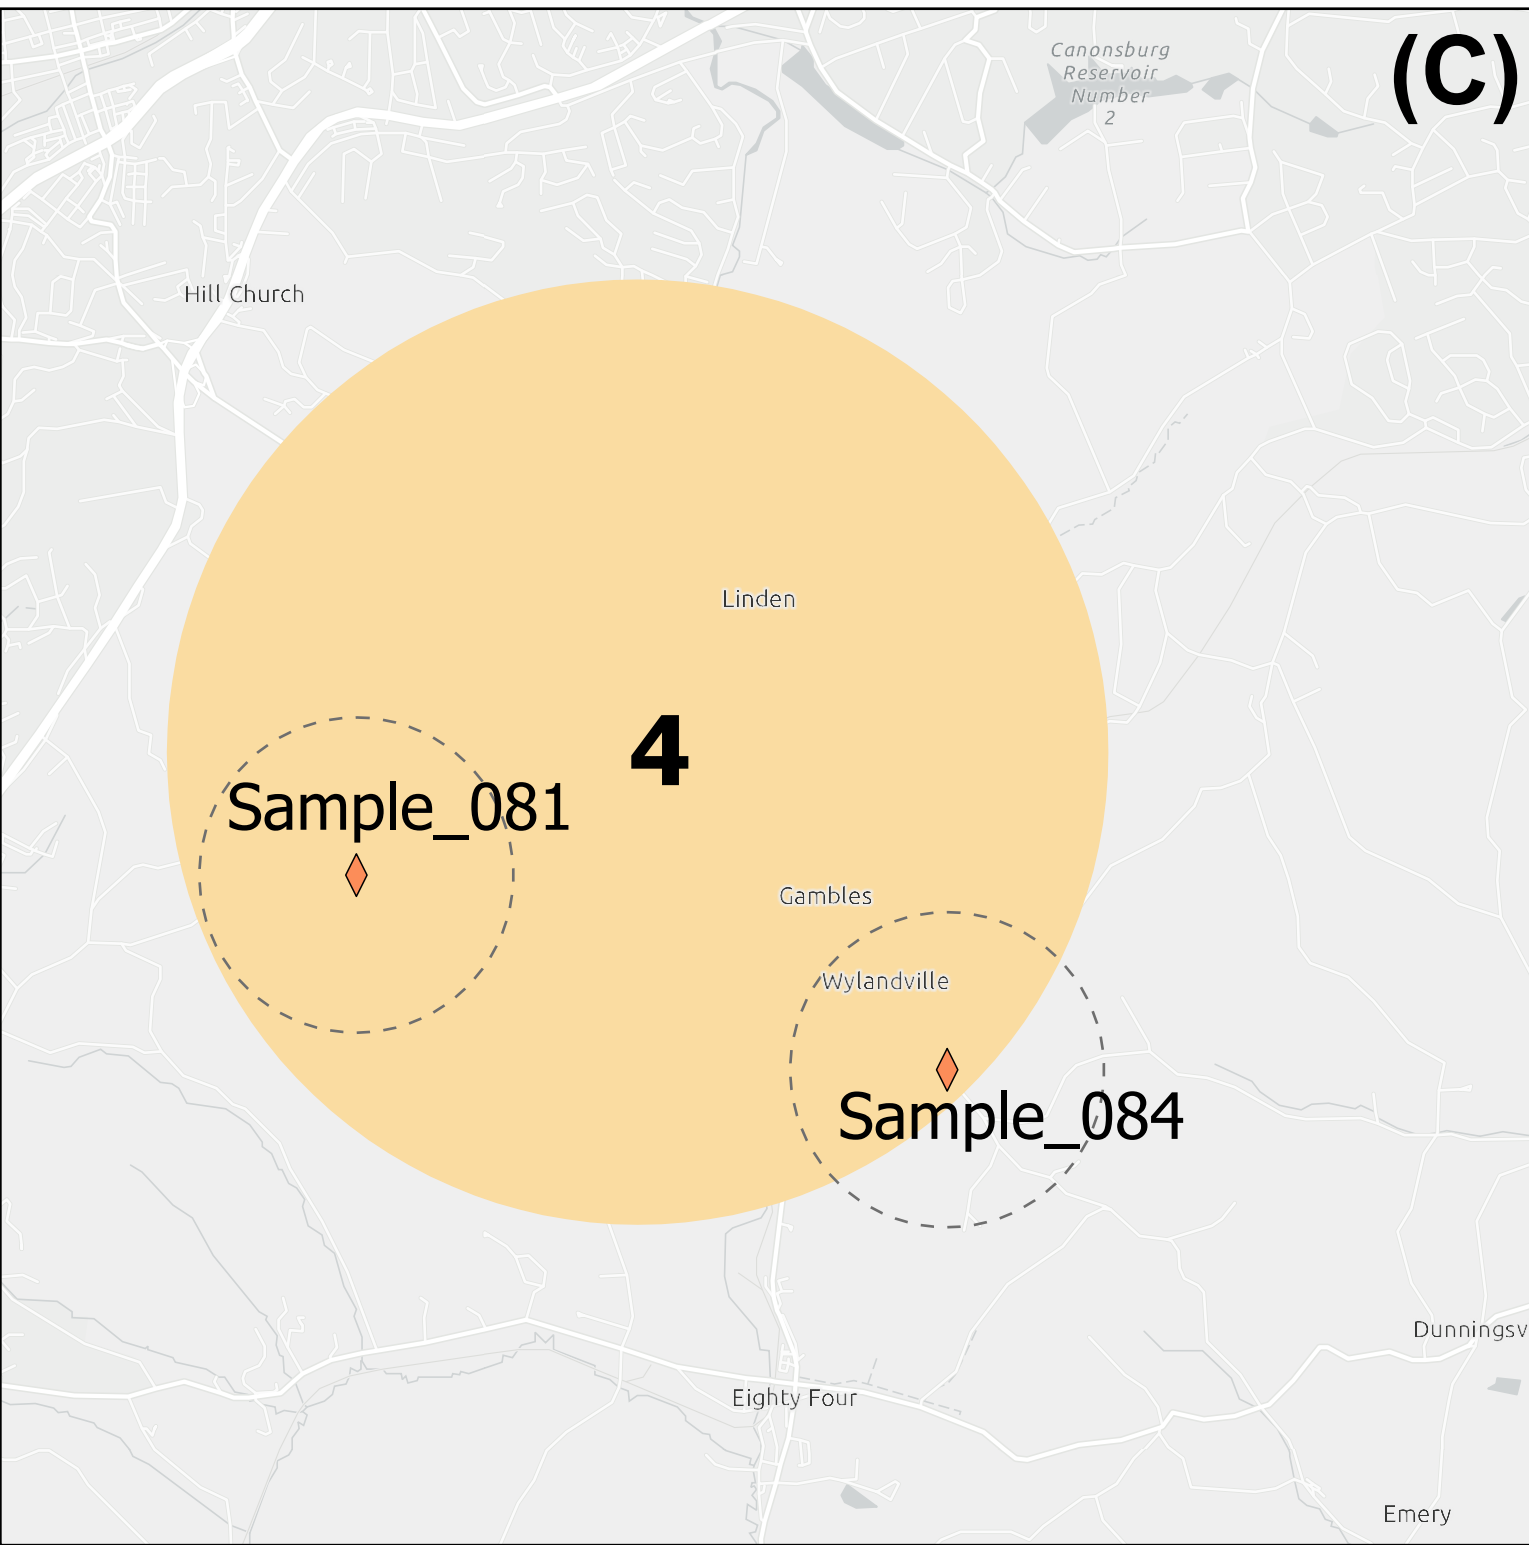 (C)
Canonsburg
Reservoir
Number
2
Hill Church
Linden
4
Sample_081
Gambles
Wylandville
Sample_084
Dunningsv
Eighty Four
Emery